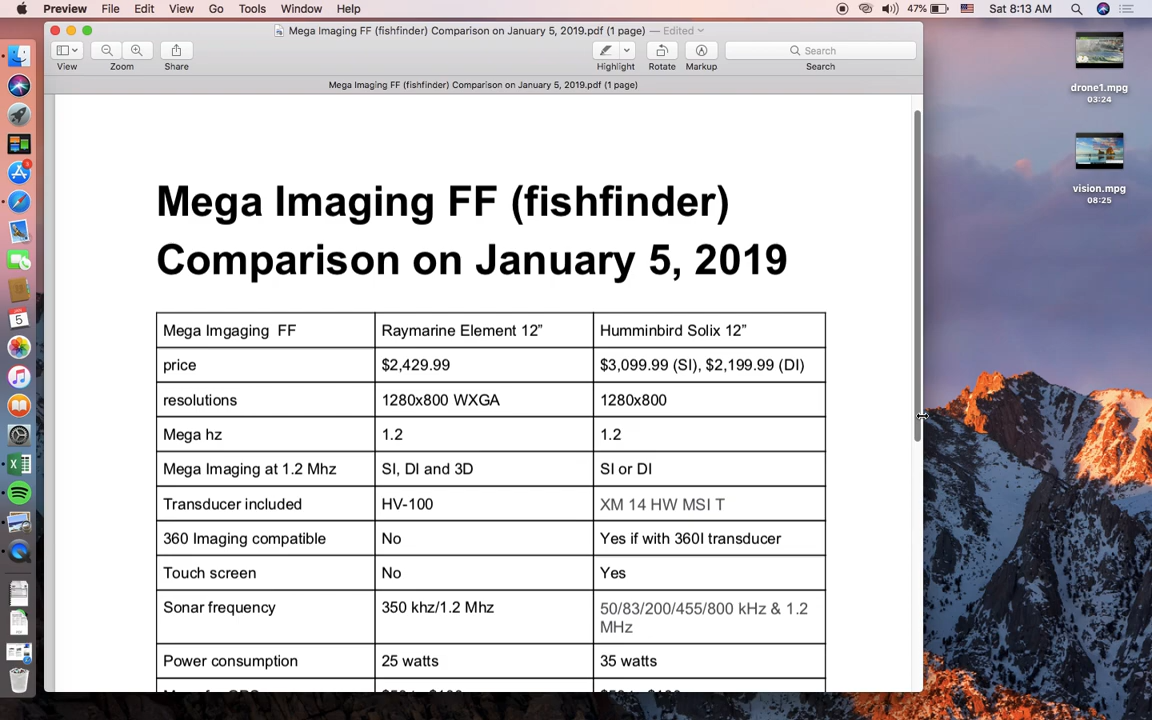 Preview File Edit View Go Tools Window Help 47% Sat 8:13 AM
Mega Imaging FF (fishfinder) Comparison on January 5, 2019.pdf (1 page) — Edited
View Zoom Share Highlight Rotate Markup Search
Search
Mega Imaging FF (fishfinder) Comparison on January 5, 2019.pdf (1 page)
Mega Imaging FF (fishfinder)
Comparison on January 5, 2019
Mega Imgaging FF Raymarine Element 12” Humminbird Solix 12”
price $2,429.99 $3,099.99 (SI), $2,199.99 (DI)
resolutions 1280x800 WXGA 1280x800
Mega hz 1.2 1.2
Mega Imaging at 1.2 Mhz SI, DI and 3D SI or DI
Transducer included HV-100 XM 14 HW MSI T
360 Imaging compatible No Yes if with 360I transducer
Touch screen No Yes
Sonar frequency 350 khz/1.2 Mhz 50/83/200/455/800 kHz & 1.2
MHz
Power consumption 25 watts 35 watts
drone1.mpg
03:24
vision.mpg
08:25
5